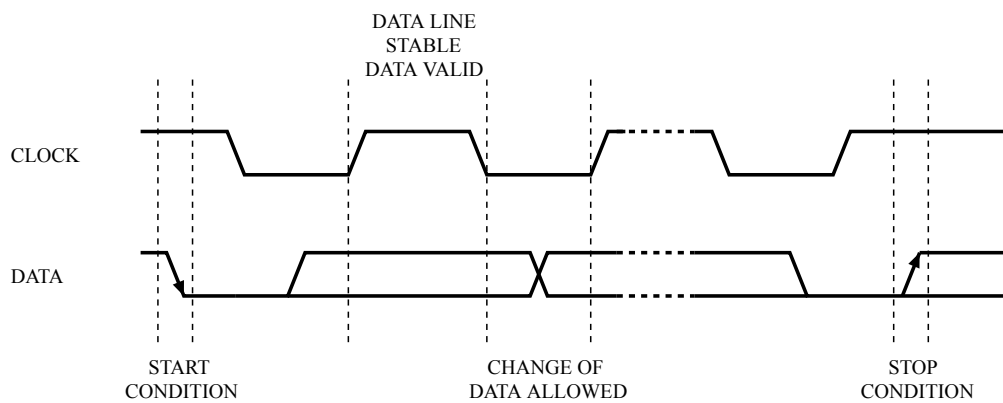 DATA LINE
STABLE
DATA VALID
CLOCK
DATA
START
CONDITION
CHANGE OF
DATA ALLOWED
STOP
CONDITION